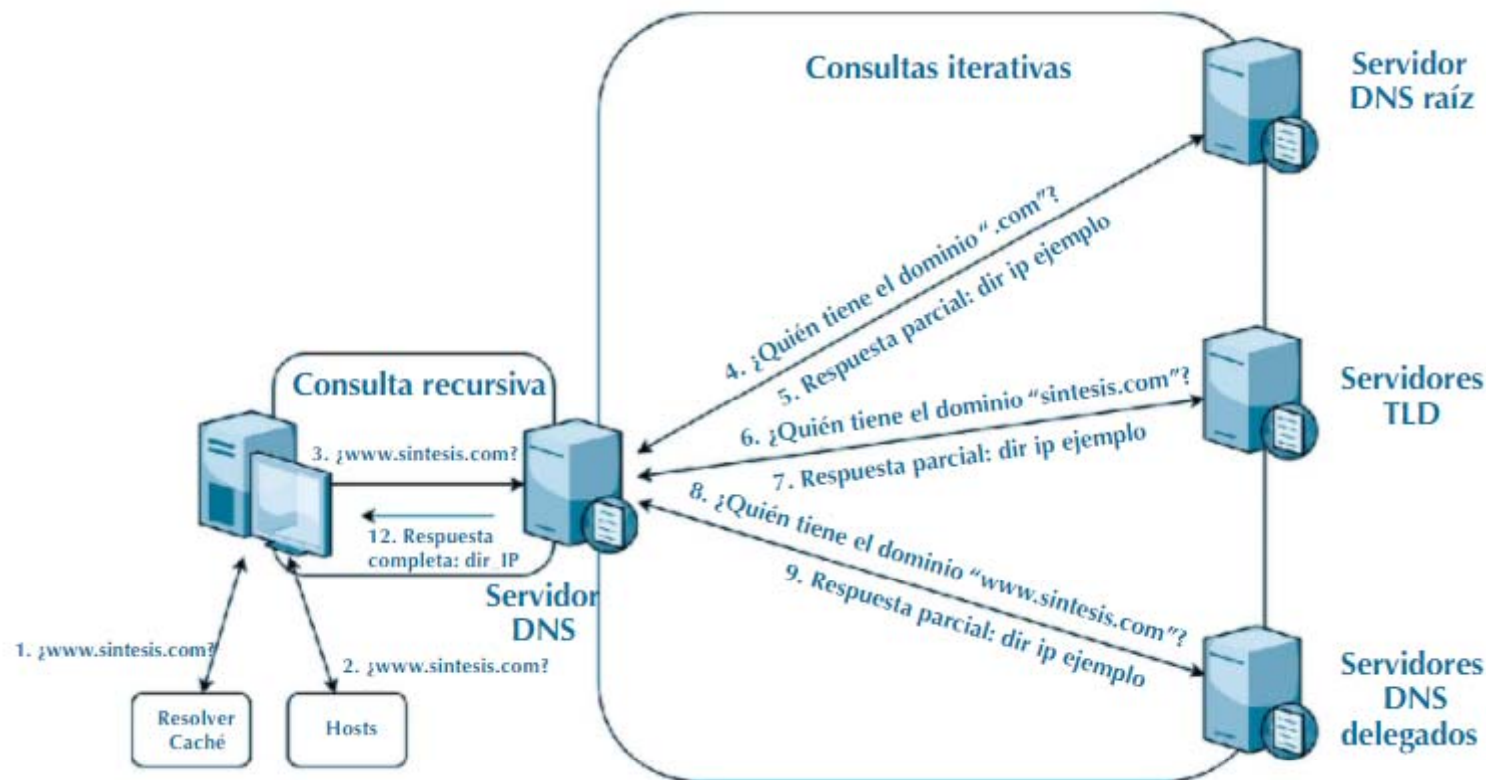 Consultas iterativas
Servidor
DNS raíz
4. ¿Quién tiene el dominio “.com”?
5. Respuesta parcial: dir ip ejemplo
Consulta recursiva
3. ¿www.sintesis.com?
12. Respuesta
completa: dir_IP
Servidor
DNS
6. ¿Quién tiene el dominio “sintesis.com”?
7. Respuesta parcial: dir ip ejemplo
Servidores
TLD
8. ¿Quién tiene el dominio “www.sintesis.com”?
9. Respuesta parcial: dir ip ejemplo
Servidores
DNS
delegados
1. ¿www.sintesis.com?
2. ¿www.sintesis.com?
Resolver
Caché
Hosts